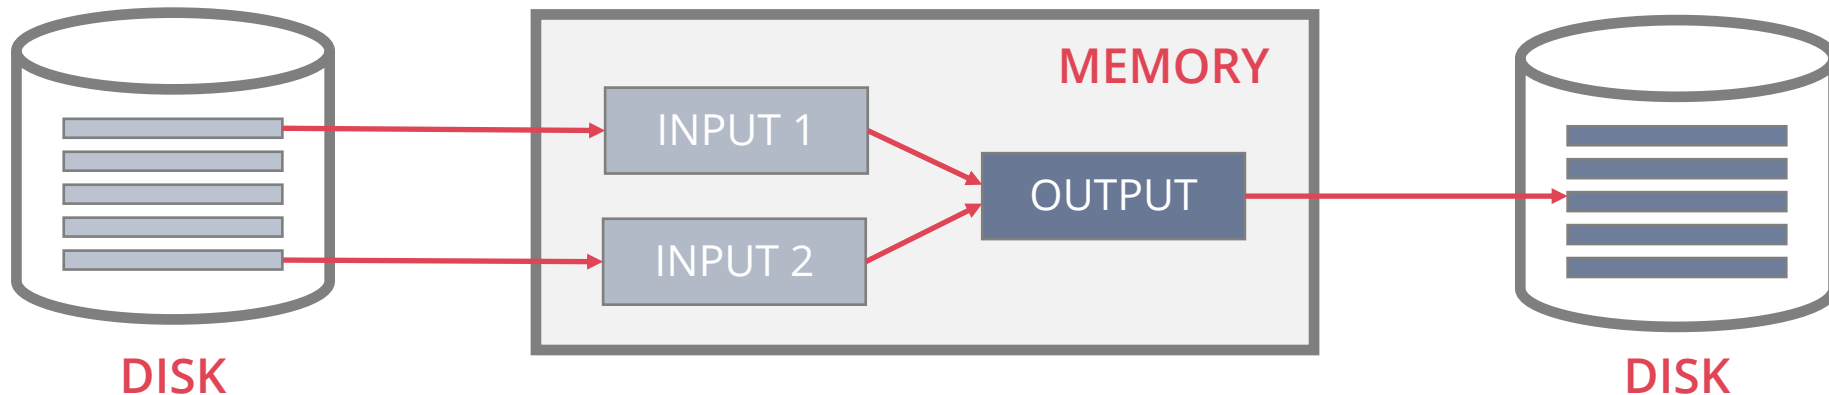 MEMORY
INPUT 1
OUTPUT
INPUT 2
DISK
DISK